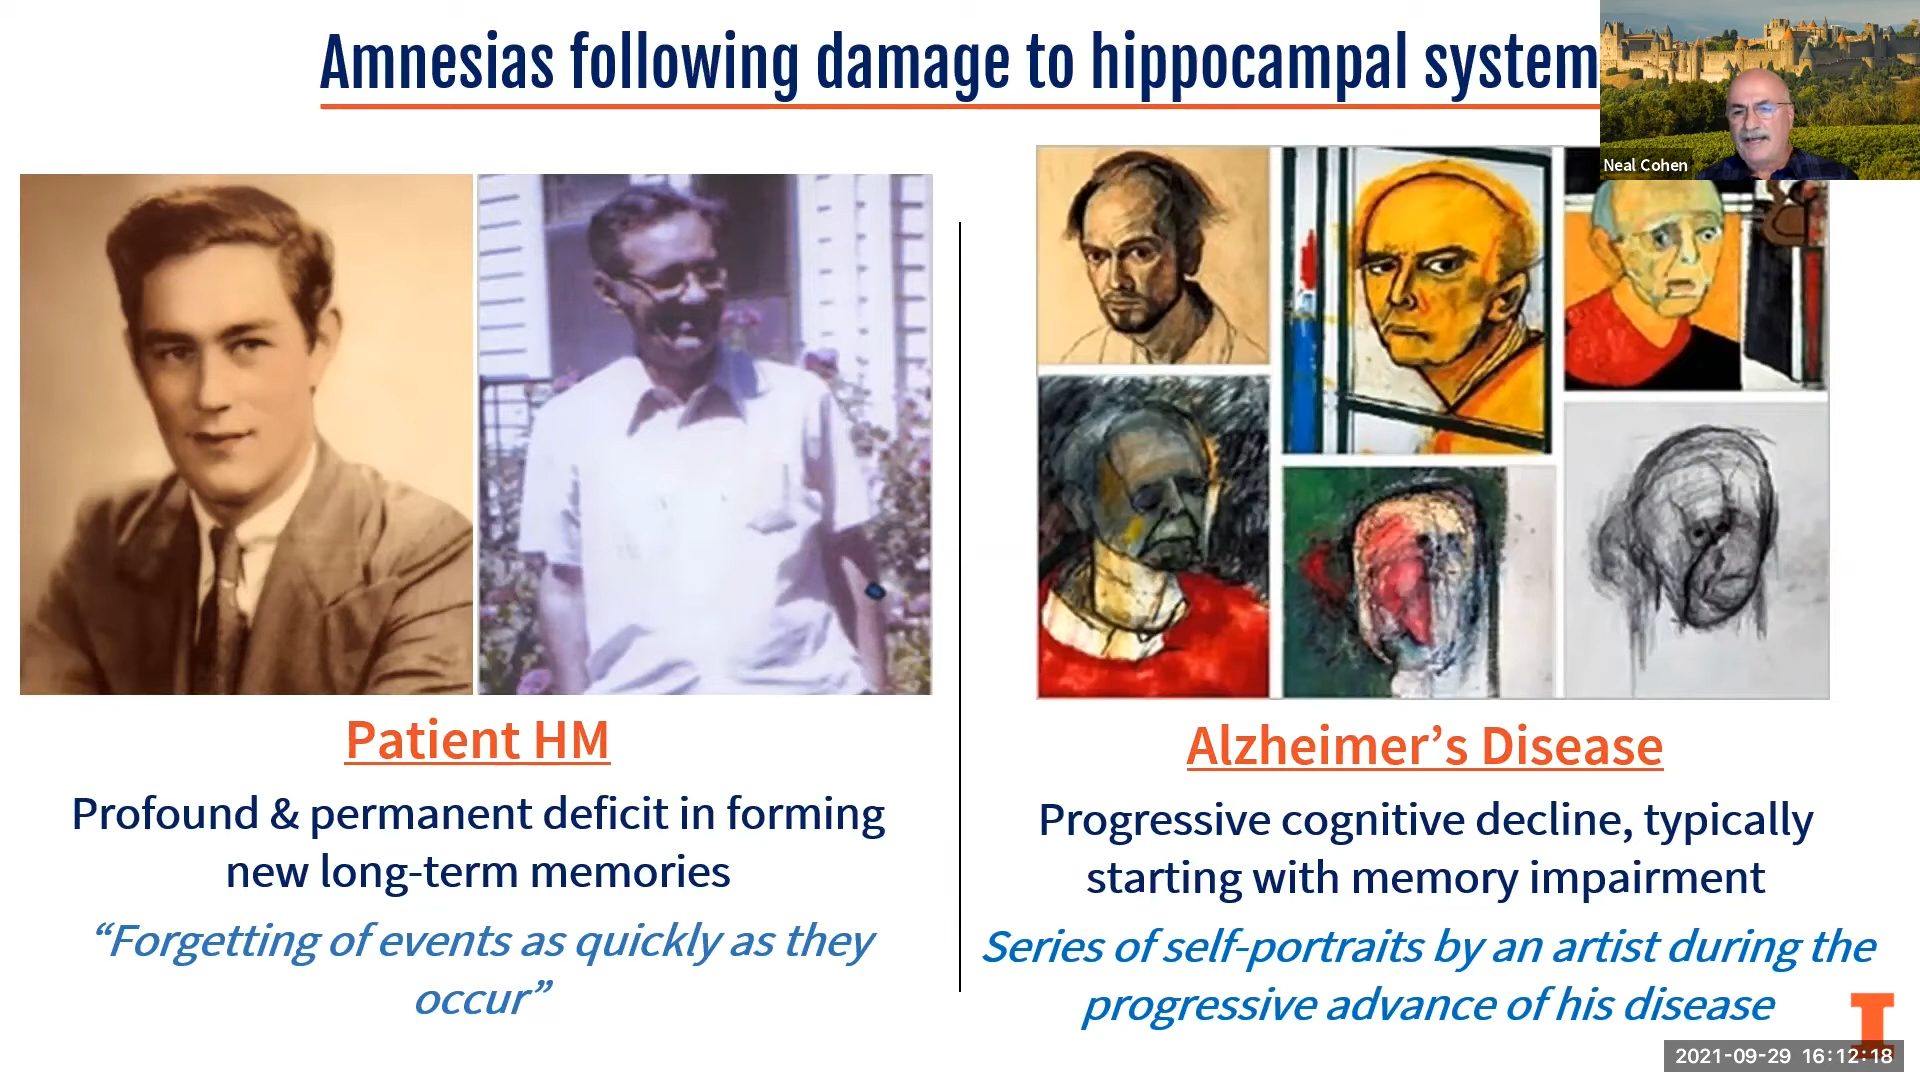 Amnesias following damage to hippocampal system
Neal Cohen
Patient HM
Profound & permanent deficit in forming
new long-term memories
“Forgetting of events as quickly as they
occur”
Alzheimer’s Disease
Progressive cognitive decline, typically
starting with memory impairment
Series of self-portraits by an artist during the
progressive advance of his disease
I
2021-09-29 16:12:18